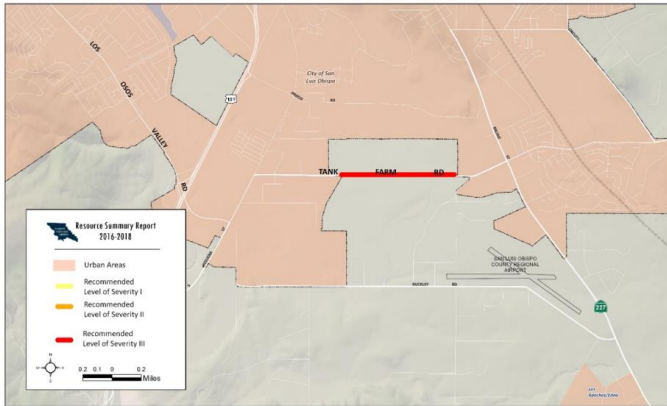 LOS
OSOS
VALLEY
RD
101
City of San
Luis Obispo
TANK FARM RD
SAN LUIS OBISPO
COUNTY REGIONAL
AIRPORT
BUCKLEY RD
227
Resource Summary Report
2016-2018
Urban Areas
Recommended
Level of Severity I
Recommended
Level of Severity II
Recommended
Level of Severity III
N
S
0.2 0.1 0 0.2
Miles